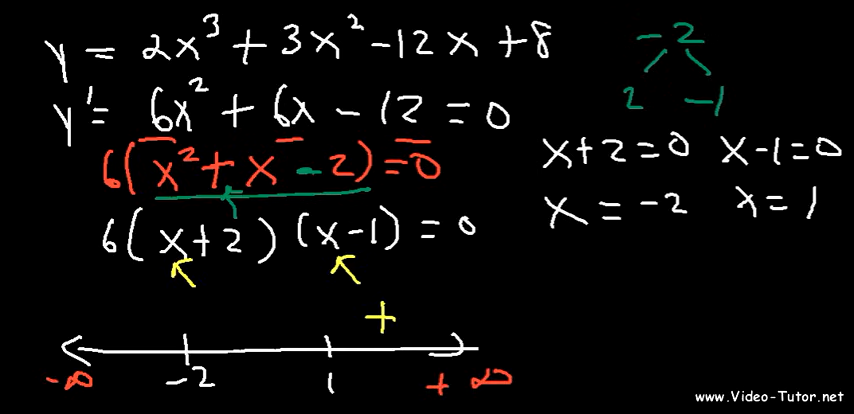 y = 2x³ + 3x² - 12x + 8
y' = 6x² + 6x - 12 = 0
6(x² + x - 2) = 0
6(x + 2)(x - 1) = 0
-2
2 -1
x + 2 = 0 x - 1 = 0
x = -2 x = 1
+
-∞ -2 1 + ∞
www.Video-Tutor.net